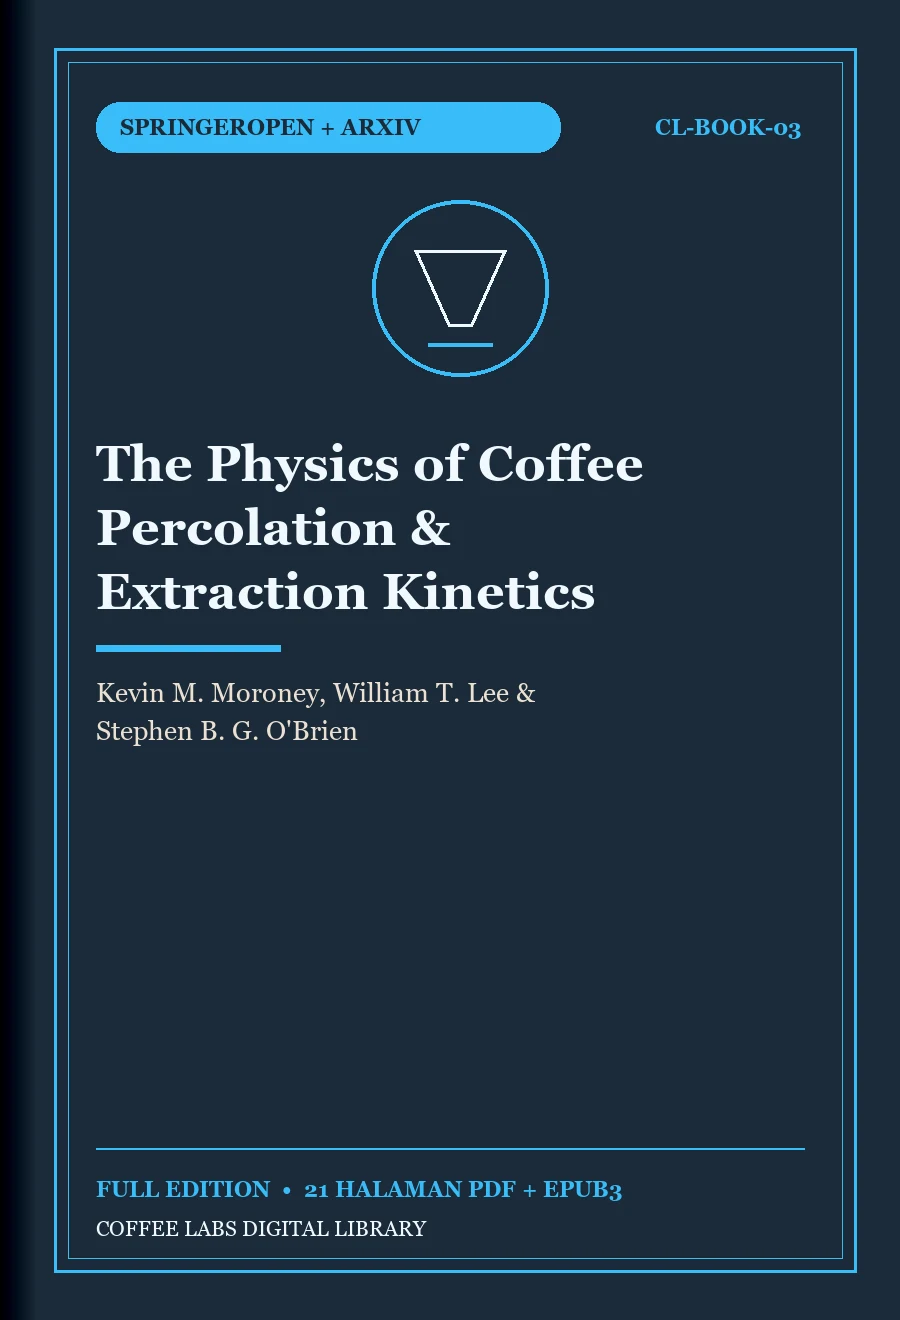 SPRINGEROPEN + ARXIV
CL-BOOK-03
The Physics of Coffee
Percolation &
Extraction Kinetics
Kevin M. Moroney, William T. Lee &
Stephen B. G. O'Brien
FULL EDITION • 21 HALAMAN PDF + EPUB3
COFFEE LABS DIGITAL LIBRARY